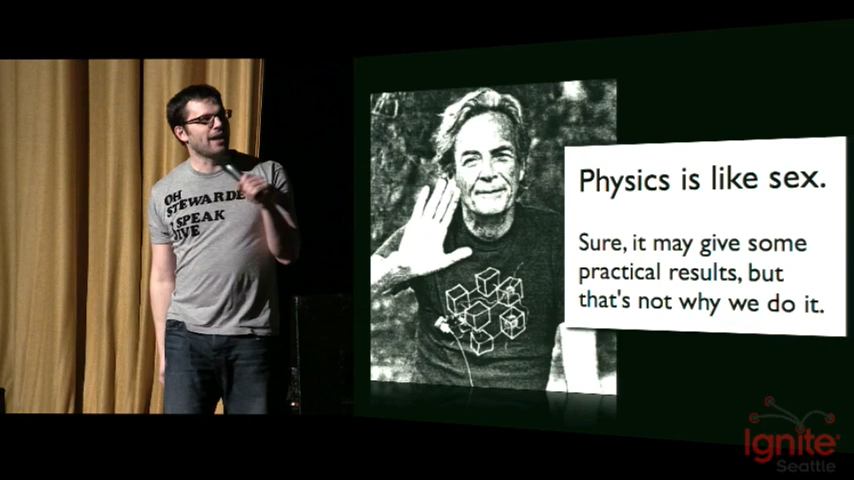 OH
STEWARDE
I SPEAK
JIVE
Physics is like sex.
Sure, it may give some
practical results, but
that's not why we do it.
Ignite
Seattle